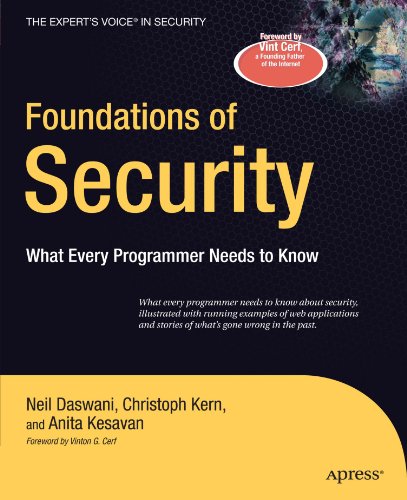 THE EXPERT'S VOICE® IN SECURITY
Foreword by
Vint Cerf,
a Founding Father
of the Internet
Foundations of
Security
What Every Programmer Needs to Know
What every programmer needs to know about security,
illustrated with running examples of web applications
and stories of what's gone wrong in the past.
Neil Daswani, Christoph Kern,
and Anita Kesavan
Foreword by Vinton G. Cerf
Apress®